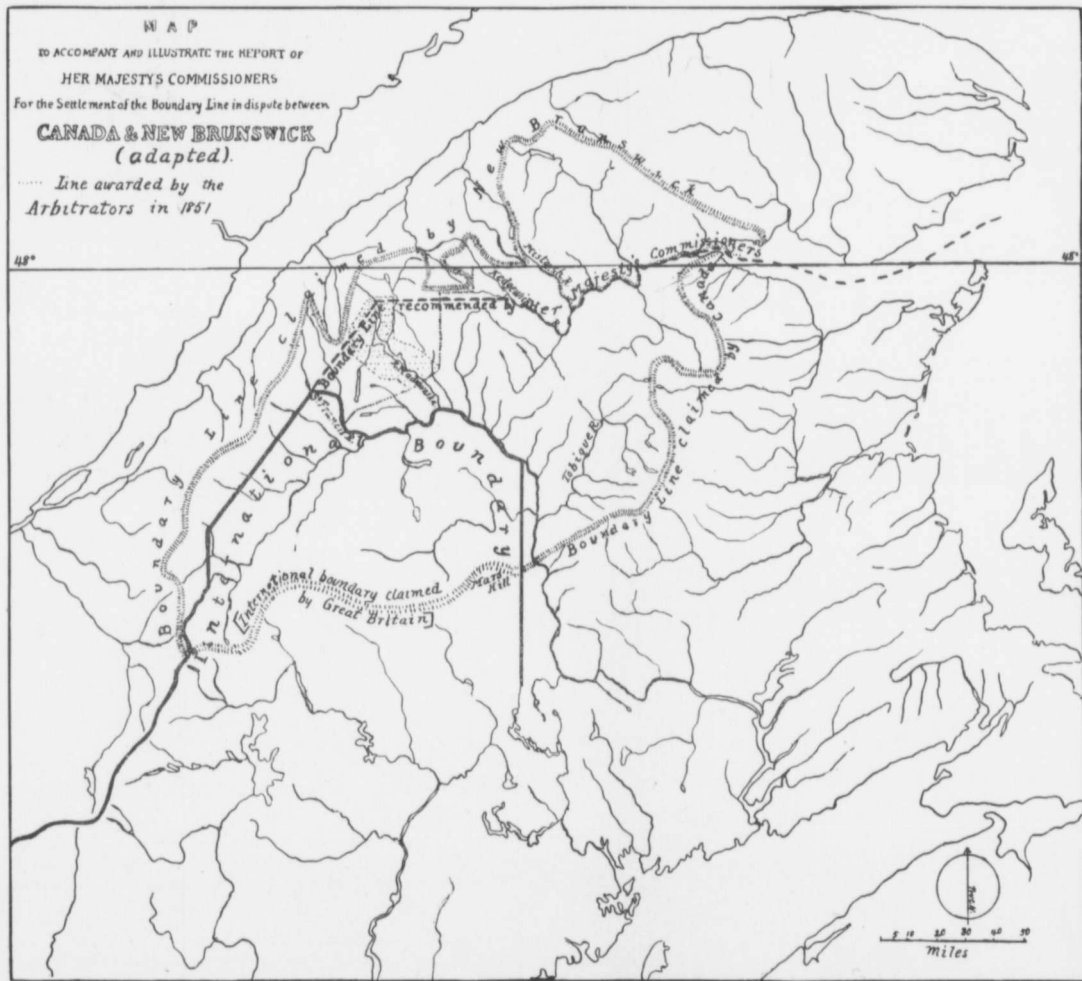 MAP
TO ACCOMPANY AND ILLUSTRATE THE REPORT OF
HER MAJESTYS COMMISSIONERS
For the Settlement of the Boundary Line in dispute between
CANADA & NEW BRUNSWICK
(adapted).
Line awarded by the
Arbitrators in 1851
48°
48°
Boundary Line claimed by New Brunswick
Boundary Line recommended by Her Majesty's Commissioners
Boundary Line claimed by Canada
International Boundary
[International boundary claimed
by Great Britain]
Mars
Hill
Tobique R
TRUE N.
5 10 20 30 40 50
miles